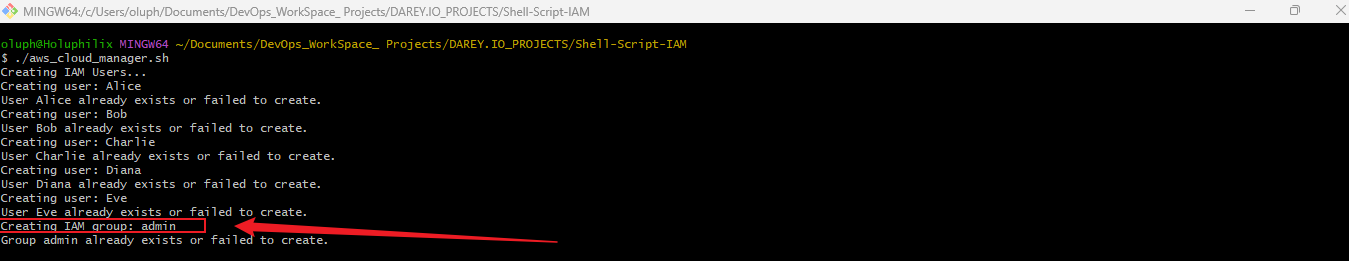 MINGW64:/c/Users/oluph/Documents/DevOps_WorkSpace_ Projects/DAREY.IO_PROJECTS/Shell-Script-IAM
oluph@Holuphilix MINGW64 ~/Documents/DevOps_WorkSpace_ Projects/DAREY.IO_PROJECTS/Shell-Script-IAM
$ ./aws_cloud_manager.sh
Creating IAM Users...
Creating user: Alice
User Alice already exists or failed to create.
Creating user: Bob
User Bob already exists or failed to create.
Creating user: Charlie
User Charlie already exists or failed to create.
Creating user: Diana
User Diana already exists or failed to create.
Creating user: Eve
User Eve already exists or failed to create.
Creating IAM group: admin
Group admin already exists or failed to create.